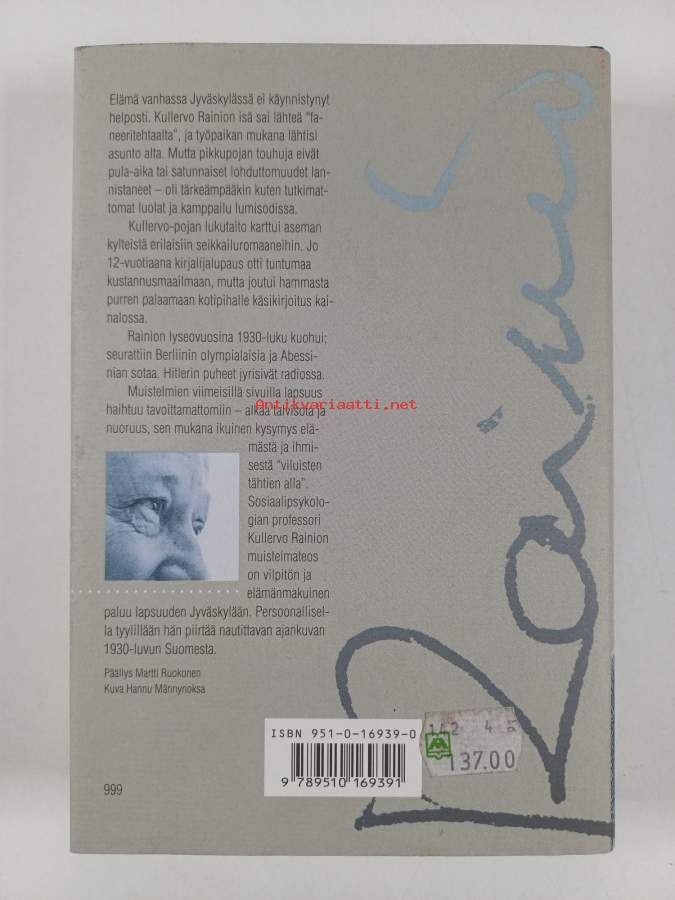 Elämä vanhassa Jyväskylässä ei käynnistynyt
helposti. Kullervo Rainion isä sai lähteä "fa-
neeritehtaalta", ja työpaikan mukana lähtisi
asunto alta. Mutta pikkupojan touhuja eivät
pula-aika tai satunnaiset lohduttomuudet lan-
nistaneet – oli tärkeämpääkin kuten tutkimat-
tomat luolat ja kamppailu lumisodissa.
Kullervo-pojan lukutaito karttui aseman
kylteistä erilaisiin seikkailuromaaneihin. Jo
12-vuotiaana kirjalijalupaus otti tuntumaa
kustannusmaailmaan, mutta joutui hammasta
purren palaamaan kotipihalle käsikirjoitus kai-
nalossa.
Rainion lyseovuosina 1930-luku kuohui;
seurattiin Berliinin olympialaisia ja Abessi-
nian sotaa. Hitlerin puheet jyrisivät radiossa.
Muistelmien viimeisillä sivuilla lapsuus
haihtuu tavoittamattomiin – alkaa talvisota ja
nuoruus, sen mukana ikuinen kysymys elä-
mästä ja ihmi-
sestä "viluisten
tähtien alla".
Sosiaalipsykolo-
gian professori
Kullervo Rainion
muistelmateos
on vilpitön ja
elämänmakuinen
paluu lapsuuden Jyväskylään. Persoonallisel-
la tyylillään hän piirtää nautittavan ajankuvan
1930-luvun Suomesta.
Päällys Martti Ruokonen
Kuva Hannu Männynoksa
Antikvariaatti.net
Rainio
ISBN 951-0-16939-0
9 789510 169391
142 4
137.00
999